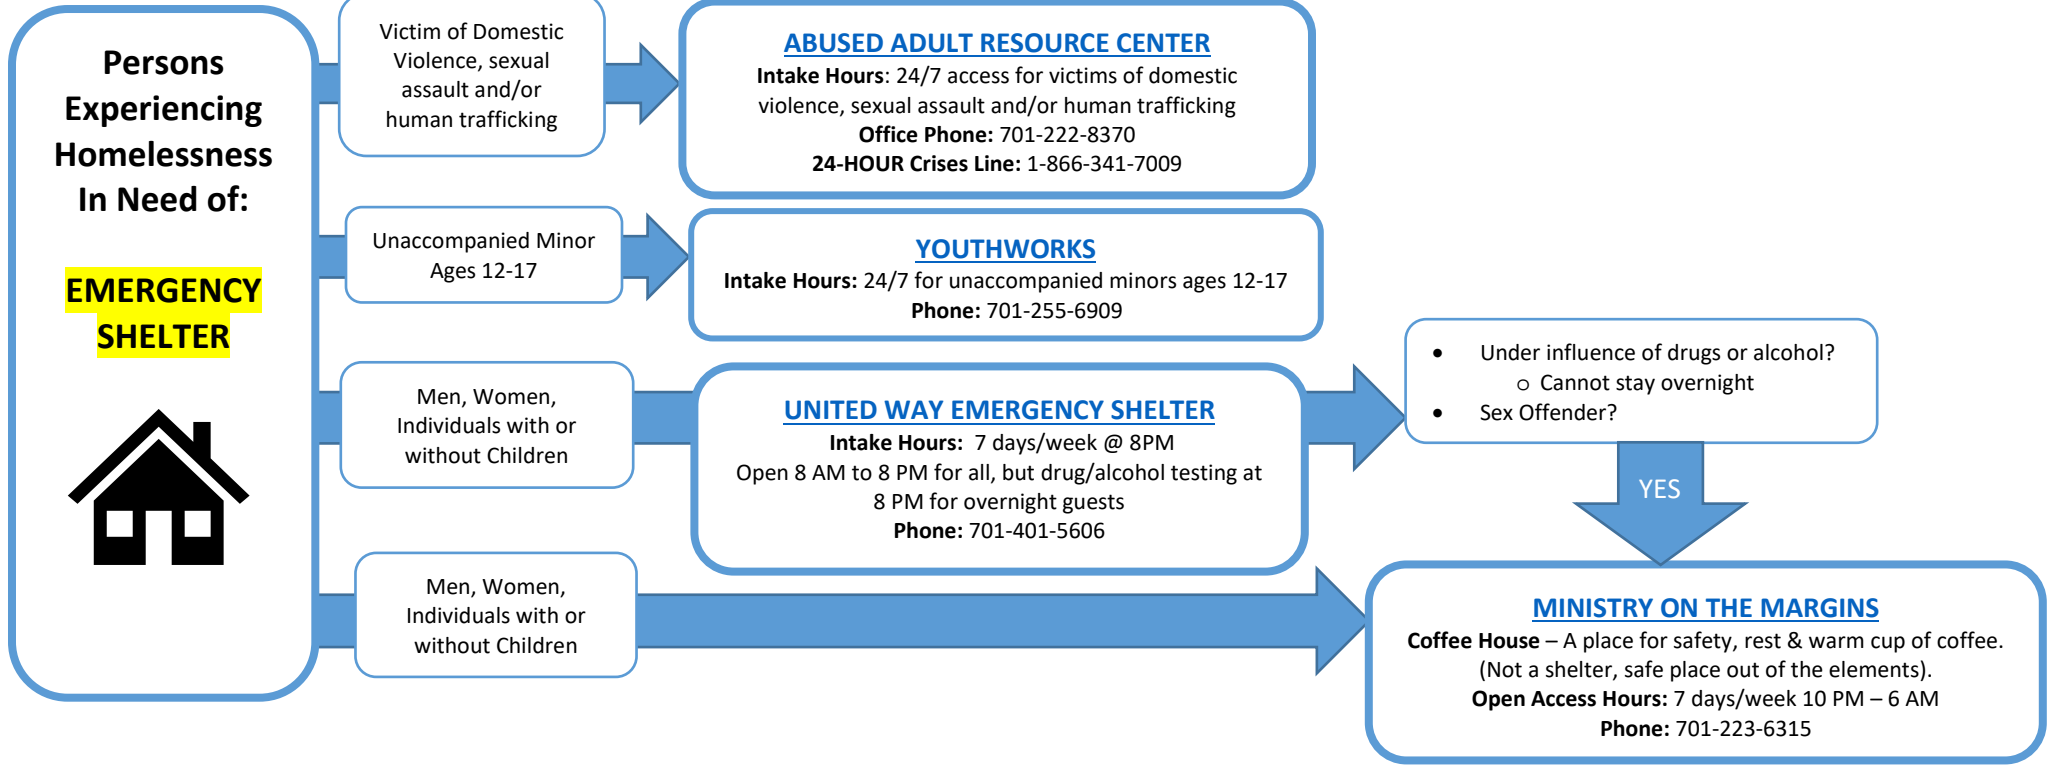 Persons
Experiencing
Homelessness
In Need of:
EMERGENCY
SHELTER
Victim of Domestic
Violence, sexual
assault and/or
human trafficking
ABUSED ADULT RESOURCE CENTER
Intake Hours: 24/7 access for victims of domestic
violence, sexual assault and/or human trafficking
Office Phone: 701-222-8370
24-HOUR Crises Line: 1-866-341-7009
Unaccompanied Minor
Ages 12-17
YOUTHWORKS
Intake Hours: 24/7 for unaccompanied minors ages 12-17
Phone: 701-255-6909
Men, Women,
Individuals with or
without Children
UNITED WAY EMERGENCY SHELTER
Intake Hours: 7 days/week @ 8PM
Open 8 AM to 8 PM for all, but drug/alcohol testing at
8 PM for overnight guests
Phone: 701-401-5606
• Under influence of drugs or alcohol?
o Cannot stay overnight
• Sex Offender?
YES
Men, Women,
Individuals with or
without Children
MINISTRY ON THE MARGINS
Coffee House – A place for safety, rest & warm cup of coffee.
(Not a shelter, safe place out of the elements).
Open Access Hours: 7 days/week 10 PM – 6 AM
Phone: 701-223-6315